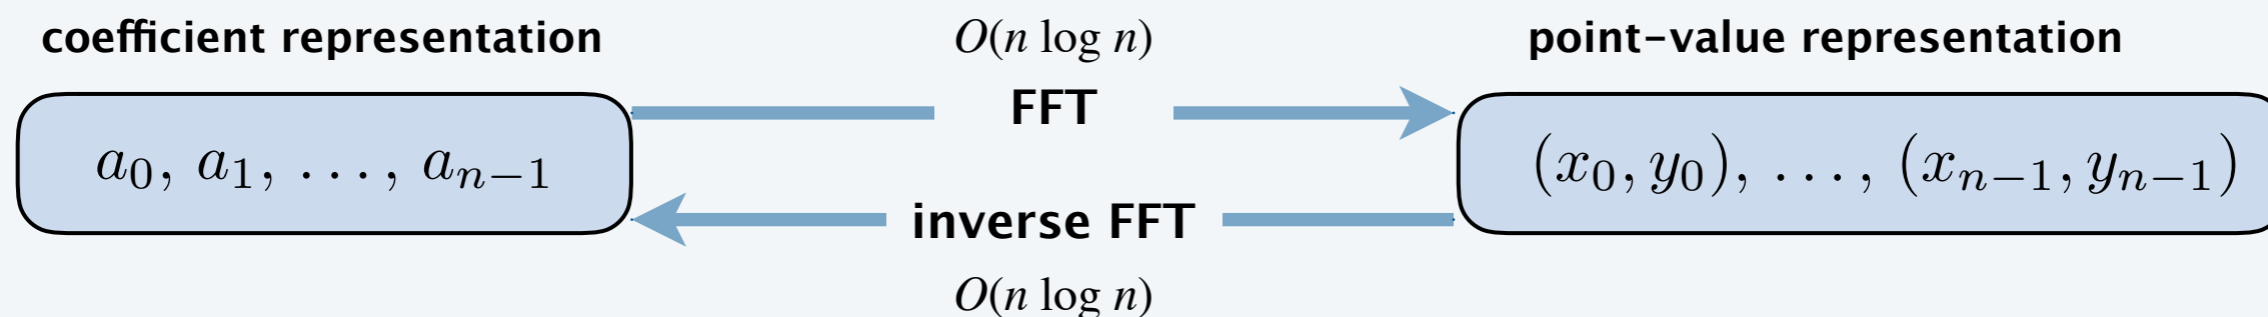 coefficient representation
O(n log n)
point-value representation
FFT
a₀, a₁, …, aₙ₋₁
(x₀, y₀), …, (xₙ₋₁, yₙ₋₁)
inverse FFT
O(n log n)